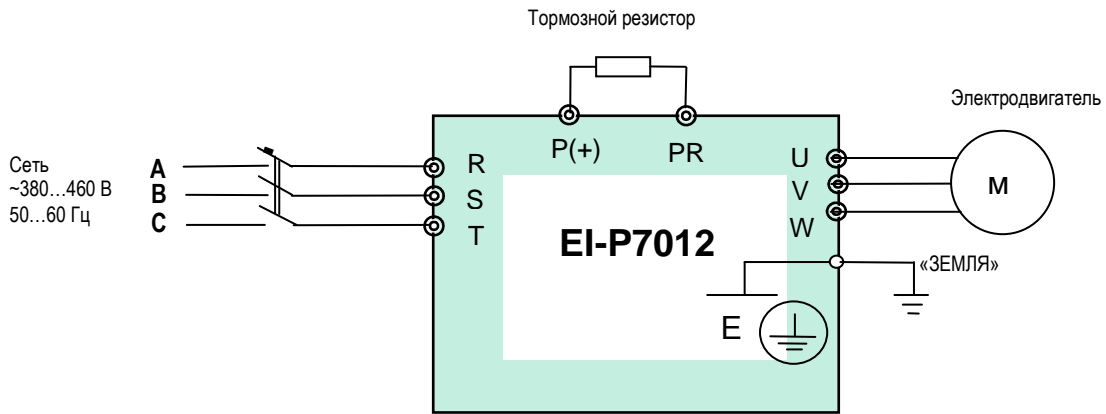 Тормозной резистор
Электродвигатель
P(+)
PR
Сеть
~380...460 В
50...60 Гц
A
B
C
R
S
T
U
V
W
M
EI-P7012
«ЗЕМЛЯ»
E